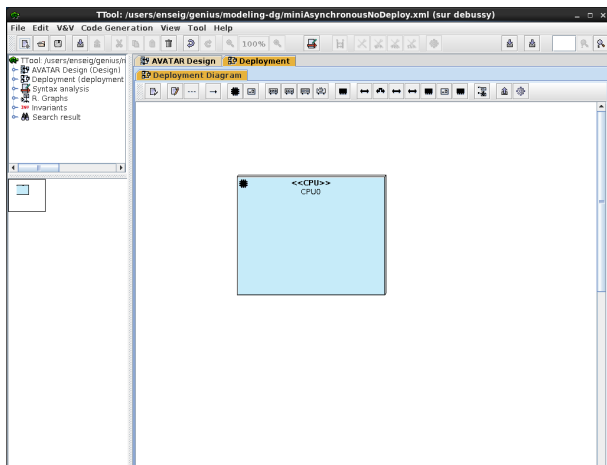 TTool: /users/enseig/genius/modeling-dg/miniAsynchronousNoDeploy.xml (sur debussy)
File Edit V&V Code Generation View Tool Help
100%
TTool: /users/enseig/genius/n
AVATAR Design (Design)
Deployment (deployment
Syntax analysis
R. Graphs
INV Invariants
Search result
AVATAR Design
Deployment
Deployment Diagram
<<CPU>>
CPU0